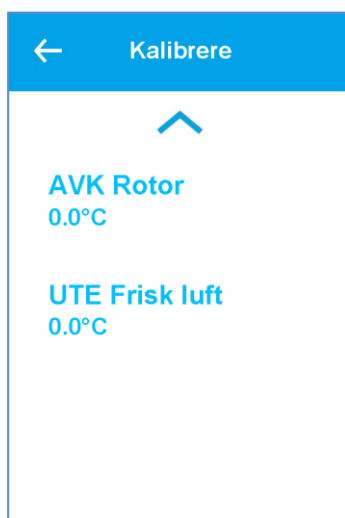 Kalibrere
AVK Rotor
0.0°C
UTE Frisk luft
0.0°C